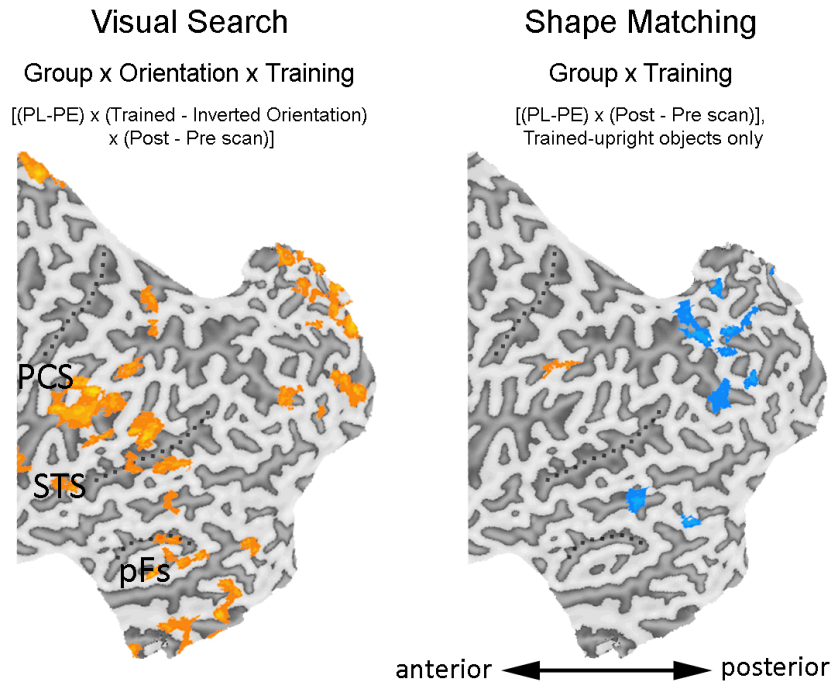 Visual Search
Group x Orientation x Training
[(PL-PE) x (Trained - Inverted Orientation)
x (Post - Pre scan)]
Shape Matching
Group x Training
[(PL-PE) x (Post - Pre scan)],
Trained-upright objects only
PCS
STS
pFs
anterior
posterior